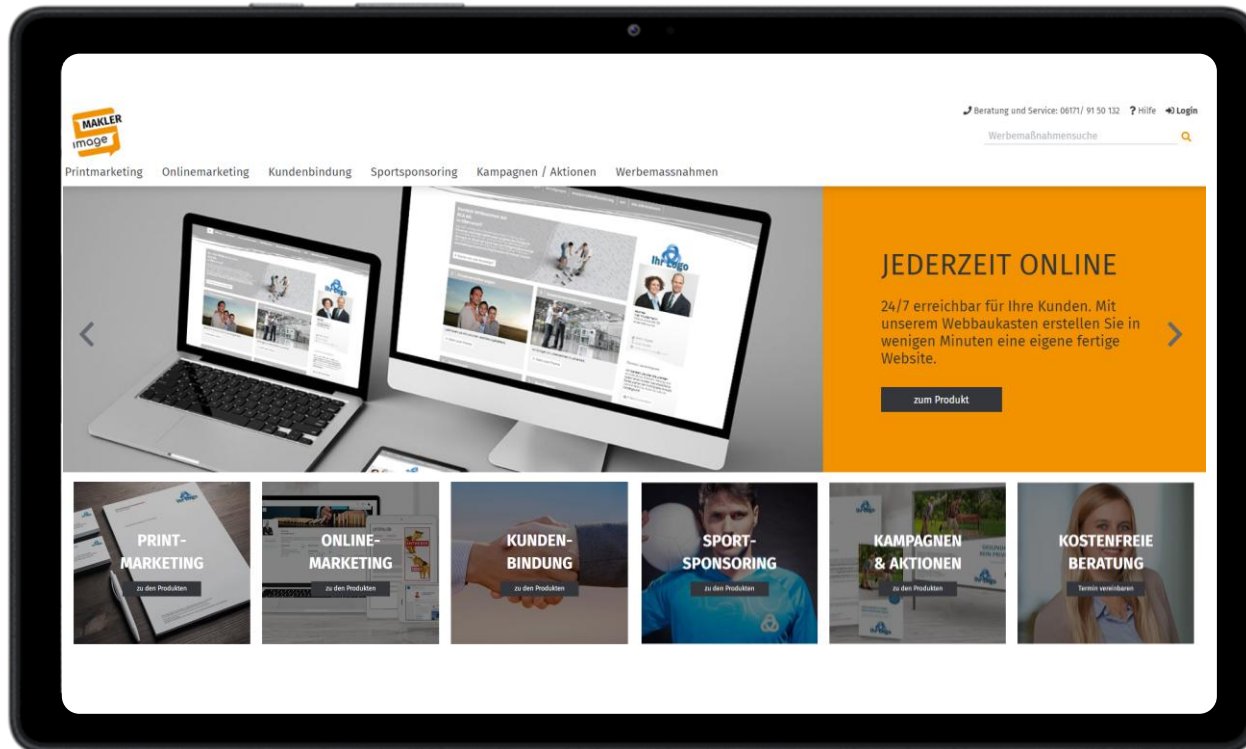 MAKLER
image
Beratung und Service: 06171/ 91 50 132 ? Hilfe Login
Werbemaßnahmensuche
Printmarketing Onlinemarketing Kundenbindung Sportsponsoring Kampagnen / Aktionen Werbemassnahmen
Ihr Logo
JEDERZEIT ONLINE
24/7 erreichbar für Ihre Kunden. Mit
unserem Webbaukasten erstellen Sie in
wenigen Minuten eine eigene fertige
Website.
zum Produkt
PRINT-
MARKETING
zu den Produkten
ONLINE-
MARKETING
zu den Produkten
KUNDEN-
BINDUNG
zu den Produkten
SPORT-
SPONSORING
zu den Produkten
KAMPAGNEN
& AKTIONEN
zu den Produkten
KOSTENFREIE
BERATUNG
Termin vereinbaren